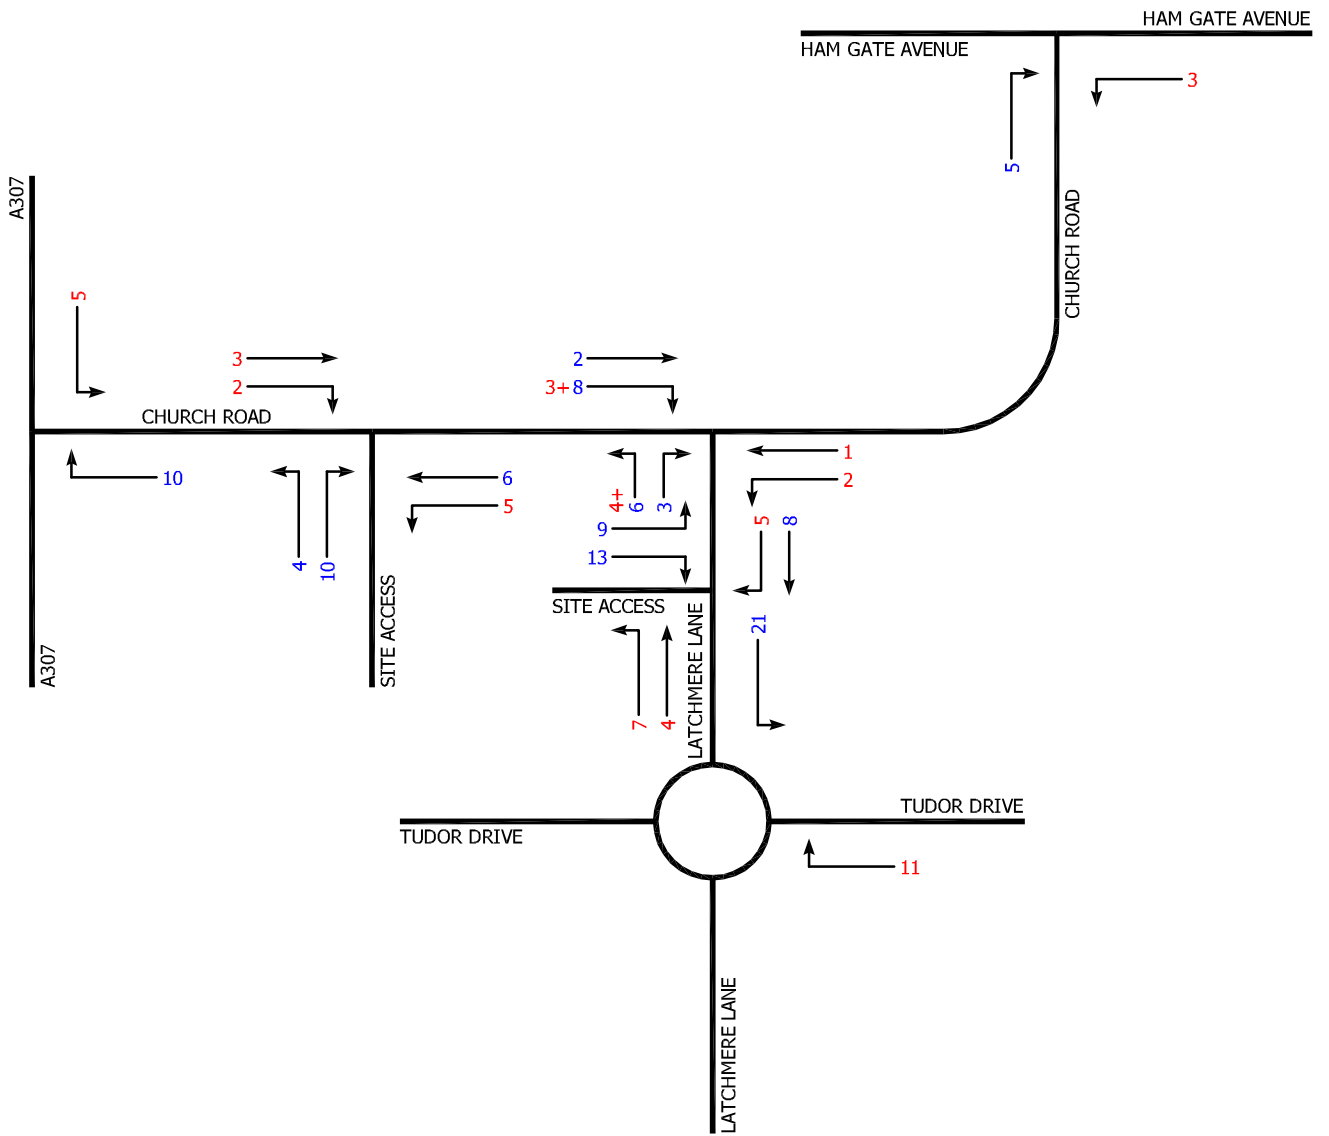 HAM GATE AVENUE
HAM GATE AVENUE
3
5
A307
CHURCH ROAD
5
3
2
2
3+8
CHURCH ROAD
1
10
6
2
5
4+
6
3
9
5
8
4
10
13
SITE ACCESS
SITE ACCESS
21
A307
LATCHMERE LANE
7
4
TUDOR DRIVE
TUDOR DRIVE
11
LATCHMERE LANE